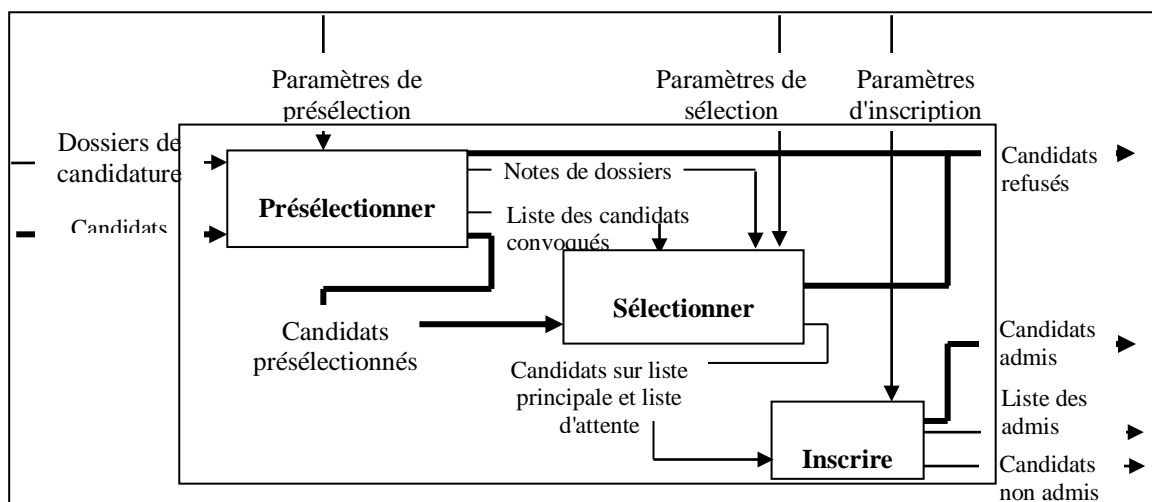 Paramètres de
présélection
Paramètres de
sélection
Paramètres
d'inscription
Dossiers de
candidature
Candidats
Présélectionner
Notes de dossiers
Liste des candidats
convoqués
Candidats
refusés
Sélectionner
Candidats
présélectionnés
Candidats sur liste
principale et liste
d'attente
Candidats
admis
Inscrire
Liste des
admis
Candidats
non admis